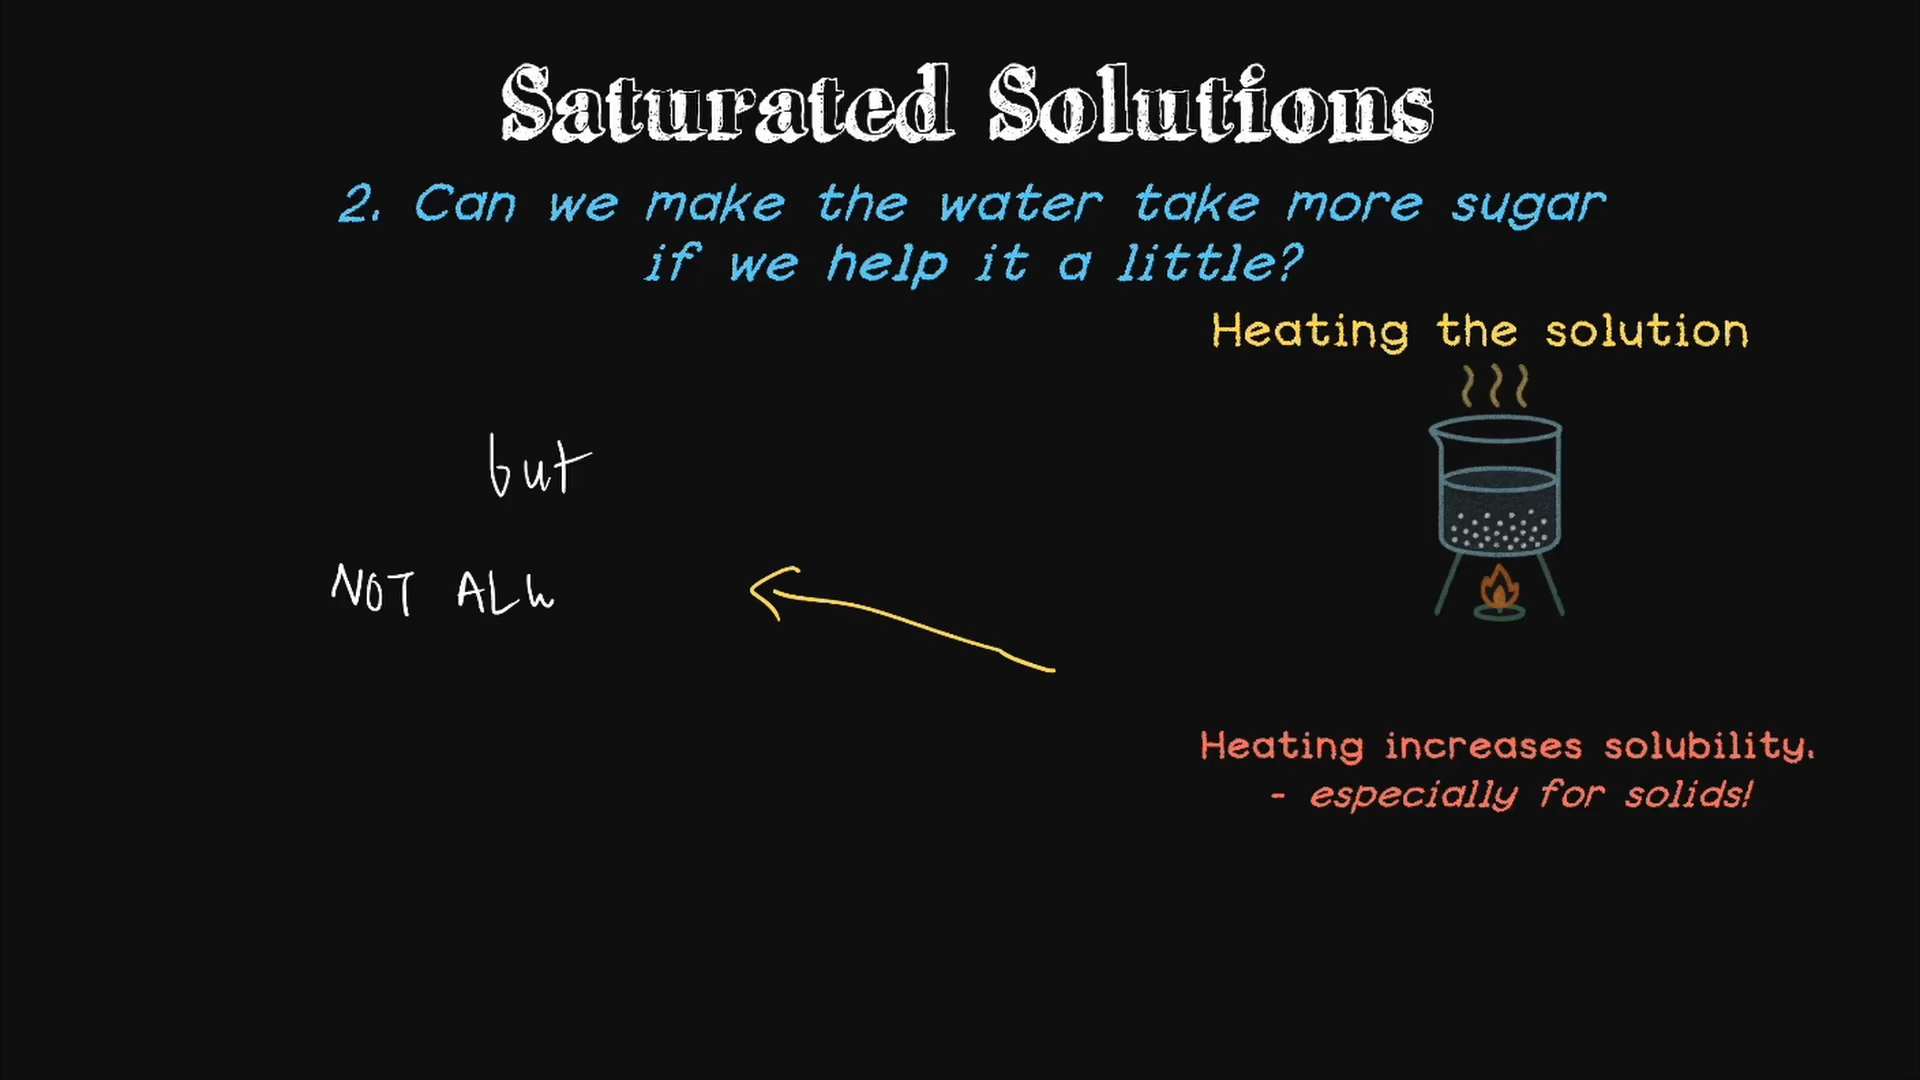 Saturated Solutions
2. Can we make the water take more sugar
if we help it a little?
Heating the solution
but
NOT ALW
Heating increases solubility.
- especially for solids!